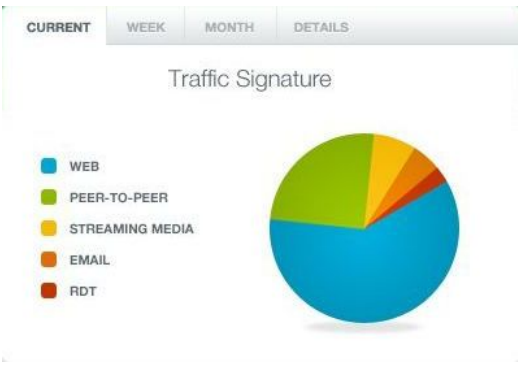 CURRENT WEEK MONTH DETAILS
Traffic Signature
WEB
PEER-TO-PEER
STREAMING MEDIA
EMAIL
RDT